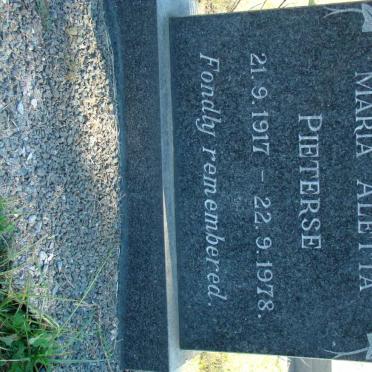 MARIA ALETTA
PIETERSE
21.9.1917 – 22.9.1978.
Fondly remembered.